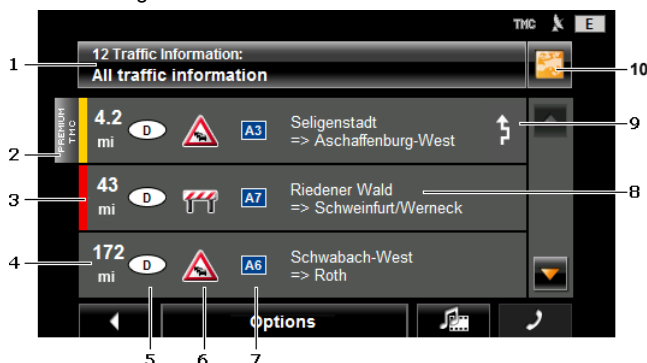 TMC E
12 Traffic Information:
All traffic information
1
10
PREMIUM
TMC
2
4.2
mi
D
A3
Seligenstadt
=> Aschaffenburg-West
9
3
43
mi
D
A7
Riedener Wald
=> Schweinfurt/Werneck
8
4
172
mi
D
A6
Schwabach-West
=> Roth
Options
5 6 7